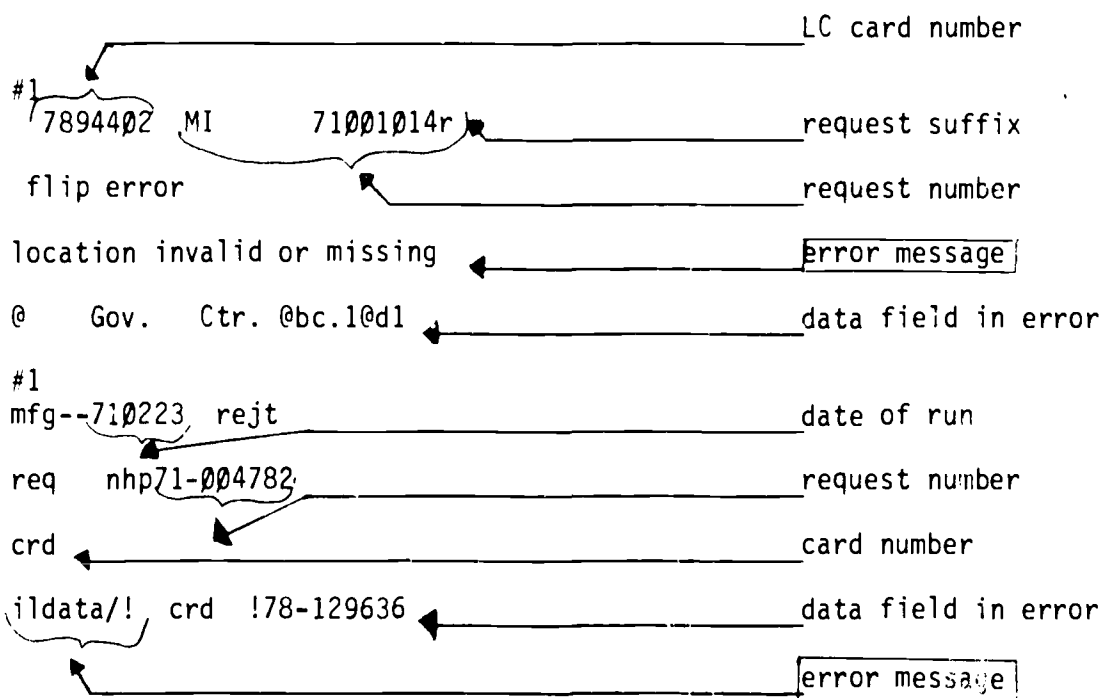 LC card number
#1
7894402 MI 71001014r request suffix
flip error request number
location invalid or missing error message
@ Gov. Ctr. @bc.1@d1 data field in error
#1
mfg--710223 rejt date of run
req nhp71-004782 request number
crd card number
ildata/! crd !78-129636 data field in error
error message